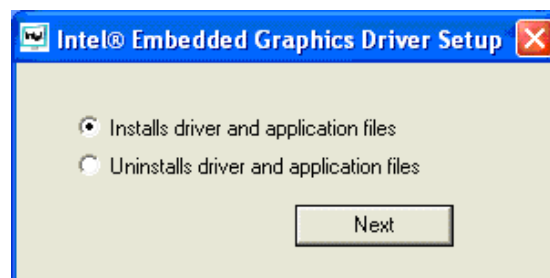 Intel® Embedded Graphics Driver Setup
Installs driver and application files
Uninstalls driver and application files
Next